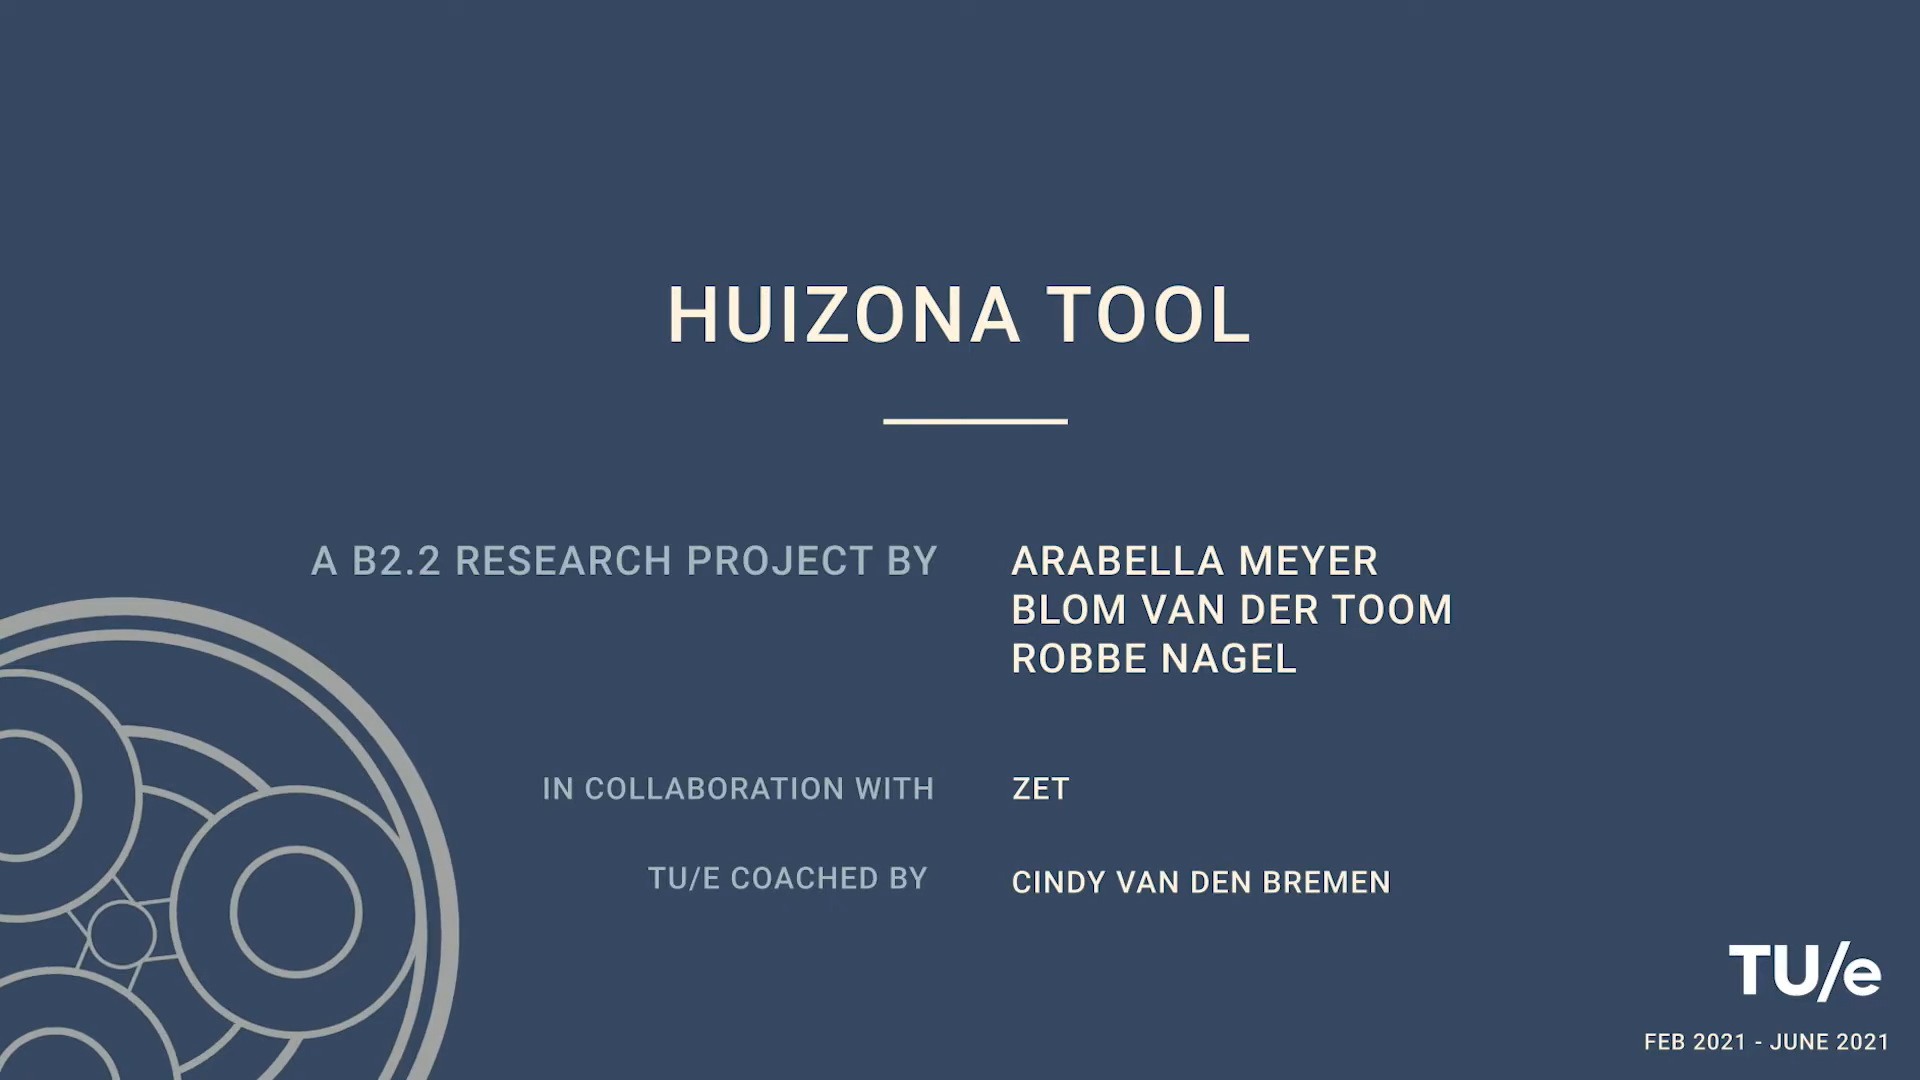 HUIZONA TOOL
A B2.2 RESEARCH PROJECT BY
ARABELLA MEYER
BLOM VAN DER TOOM
ROBBE NAGEL
IN COLLABORATION WITH
ZET
TU/E COACHED BY
CINDY VAN DEN BREMEN
TU/e
FEB 2021 - JUNE 2021